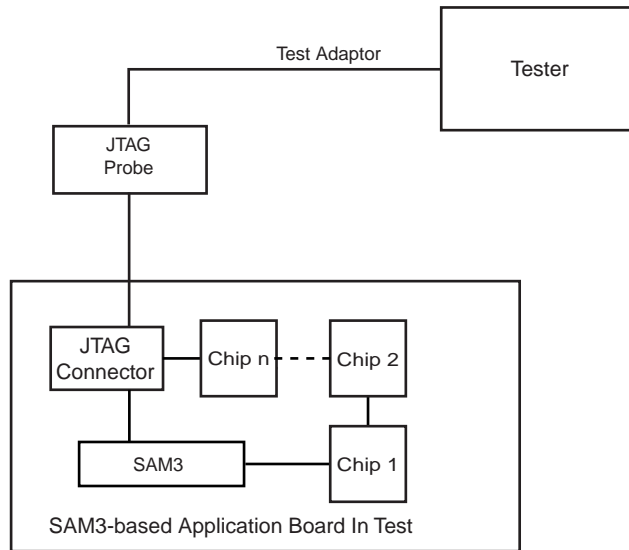 Test Adaptor
Tester
JTAG
Probe
JTAG
Connector
Chip n
Chip 2
SAM3
Chip 1
SAM3-based Application Board In Test